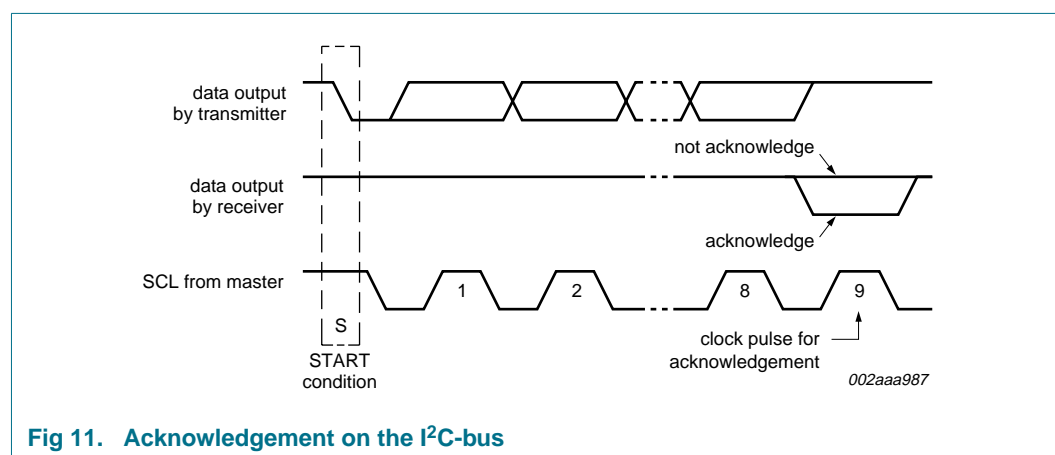 data output
by transmitter
not acknowledge
data output
by receiver
acknowledge
SCL from master
1
2
8
9
S
START
condition
clock pulse for
acknowledgement
002aaa987
Fig 11. Acknowledgement on the I²C-bus